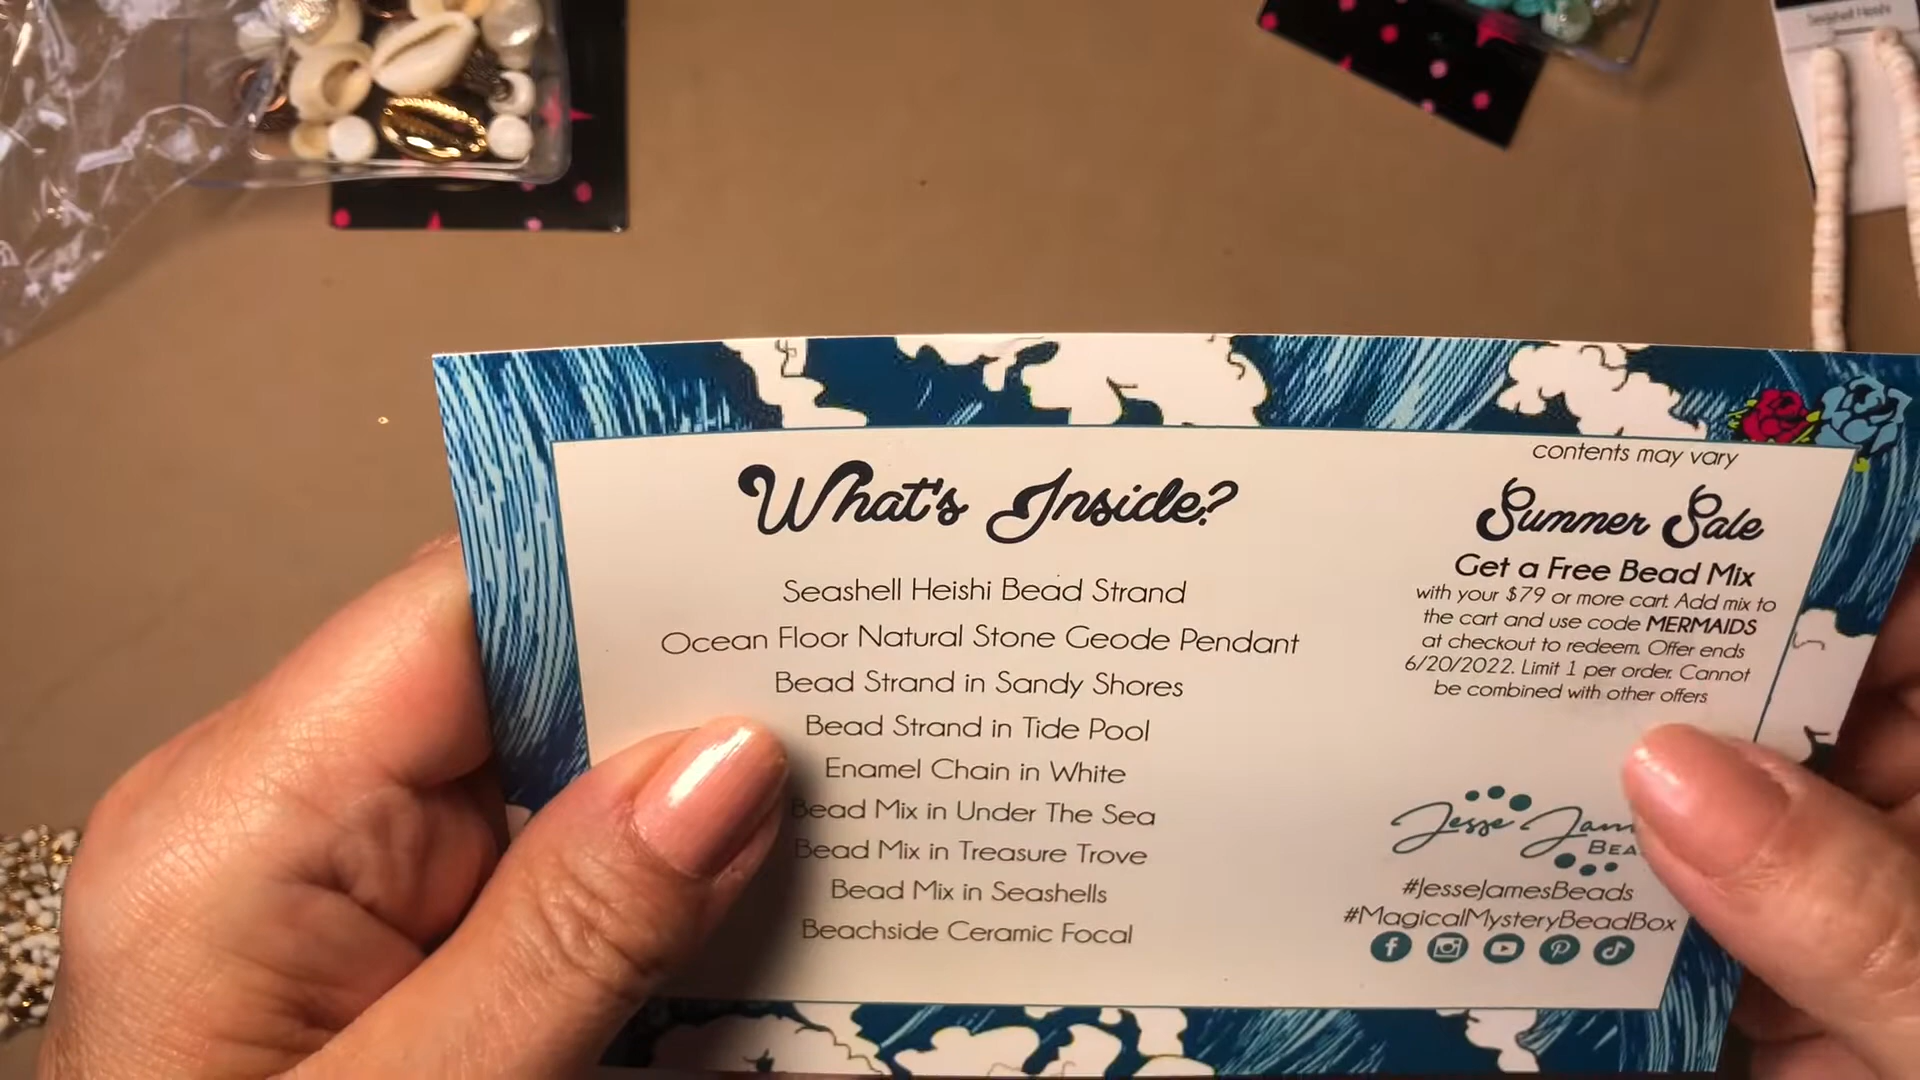 Seashell Heishi
What's Inside?
Seashell Heishi Bead Strand
Ocean Floor Natural Stone Geode Pendant
Bead Strand in Sandy Shores
Bead Strand in Tide Pool
Enamel Chain in White
Bead Mix in Under The Sea
Bead Mix in Treasure Trove
Bead Mix in Seashells
Beachside Ceramic Focal
contents may vary
Summer Sale
Get a Free Bead Mix
with your $79 or more cart. Add mix to
the cart and use code MERMAIDS
at checkout to redeem. Offer ends
6/20/2022. Limit 1 per order. Cannot
be combined with other offers
Jesse
#JesseJamesBeads
#MagicalMysteryBeadBox